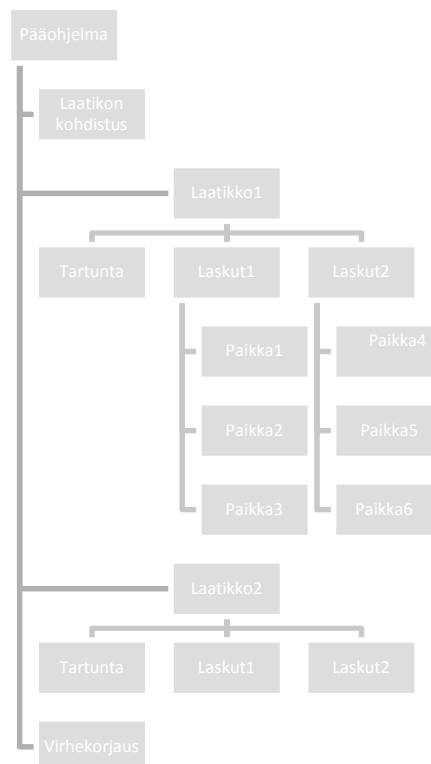 Pääohjelma
Laatikon
kohdistus
Laatikko1
Tartunta
Laskut1
Laskut2
Paikka1
Paikka4
Paikka2
Paikka5
Paikka3
Paikka6
Laatikko2
Tartunta
Laskut1
Laskut2
Virhekorjaus